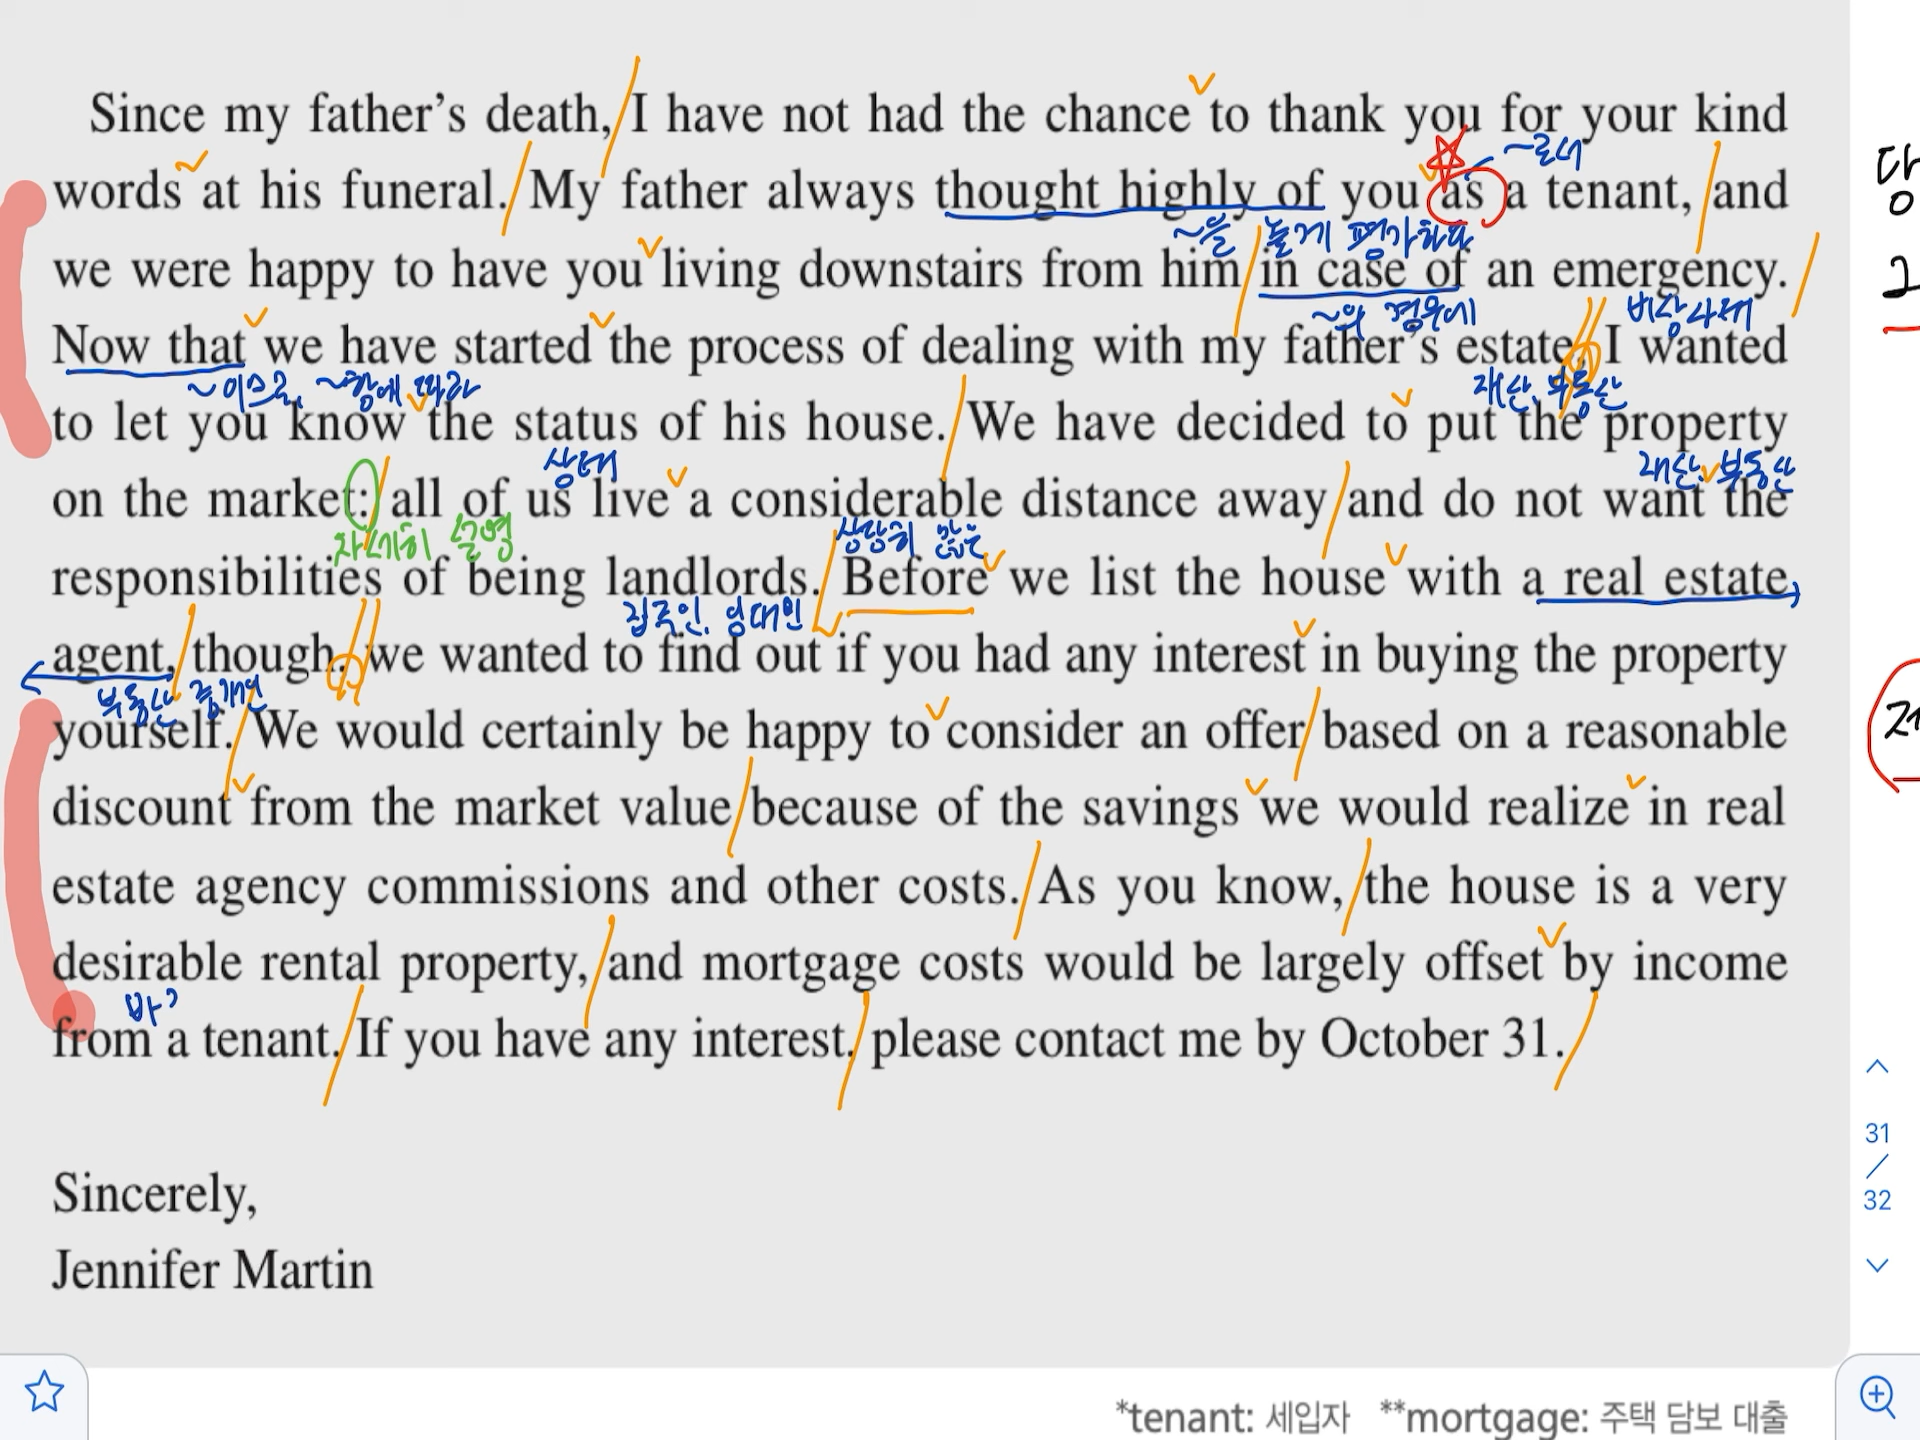 Since my father's death, I have not had the chance to thank you for your kind
~로서
words at his funeral. My father always thought highly of you as a tenant, and
~을 높게 평가하다
we were happy to have you living downstairs from him in case of an emergency.
~의 경우에 비상사태
Now that we have started the process of dealing with my father's estate, I wanted
~이므로, ~함에 따라 재산, 부동산
to let you know the status of his house. We have decided to put the property
상태 재산, 부동산
on the market: all of us live a considerable distance away and do not want the
자세히 설명 상당히 많은
responsibilities of being landlords. Before we list the house with a real estate
집주인, 임대인
agent, though, we wanted to find out if you had any interest in buying the property
부동산 중개인
yourself. We would certainly be happy to consider an offer based on a reasonable
discount from the market value because of the savings we would realize in real
estate agency commissions and other costs. As you know, the house is a very
desirable rental property, and mortgage costs would be largely offset by income
from a tenant. If you have any interest, please contact me by October 31.
Sincerely,
Jennifer Martin
*tenant: 세입자 **mortgage: 주택 담보 대출
31
/
32